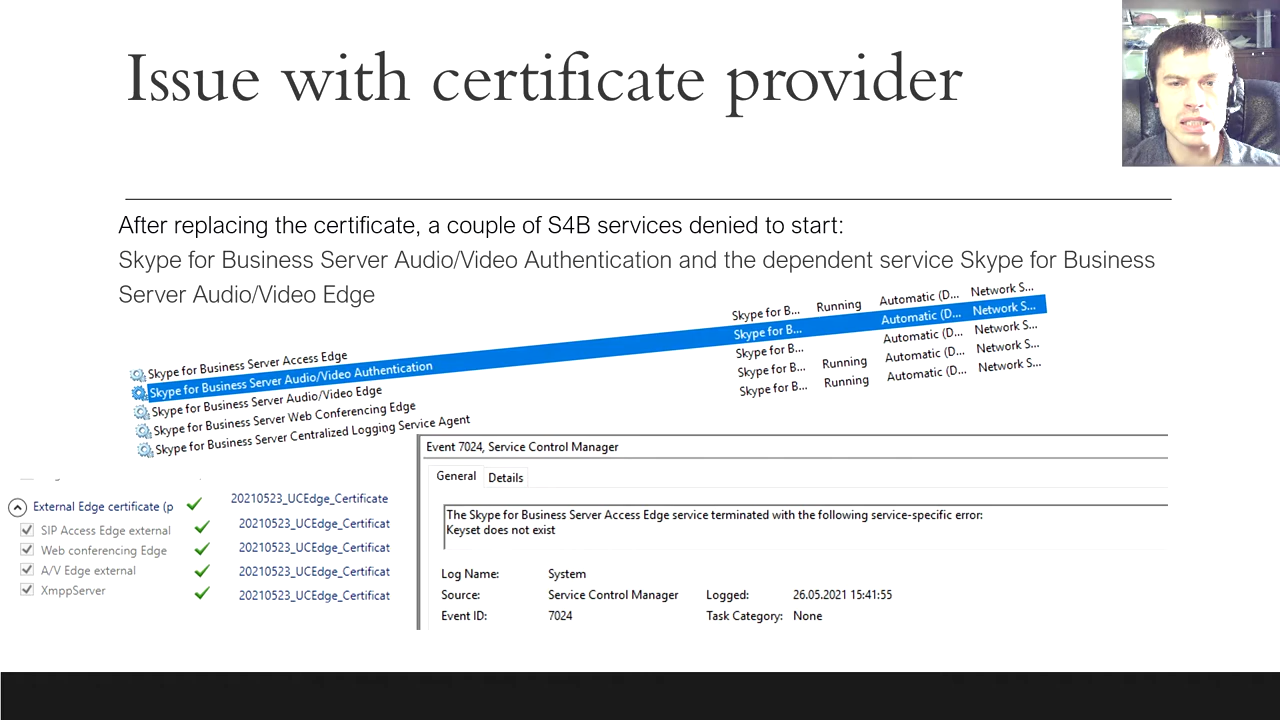 Issue with certificate provider
After replacing the certificate, a couple of S4B services denied to start:
Skype for Business Server Audio/Video Authentication and the dependent service Skype for Business
Server Audio/Video Edge
Skype for Business Server Access Edge Skype for B... Running Automatic (D... Network S...
Skype for Business Server Audio/Video Authentication Skype for B... Automatic (D... Network S...
Skype for Business Server Audio/Video Edge Skype for B... Automatic (D... Network S...
Skype for Business Server Web Conferencing Edge Skype for B... Running Automatic (D... Network S...
Skype for Business Server Centralized Logging Service Agent Skype for B... Running Automatic (D... Network S...
Event 7024, Service Control Manager
General Details
The Skype for Business Server Access Edge service terminated with the following service-specific error:
Keyset does not exist
Log Name: System
Source: Service Control Manager Logged: 26.05.2021 15:41:55
Event ID: 7024 Task Category: None
External Edge certificate (p 20210523_UCEdge_Certificate
SIP Access Edge external 20210523_UCEdge_Certificat
Web conferencing Edge 20210523_UCEdge_Certificat
A/V Edge external 20210523_UCEdge_Certificat
XmppServer 20210523_UCEdge_Certificat